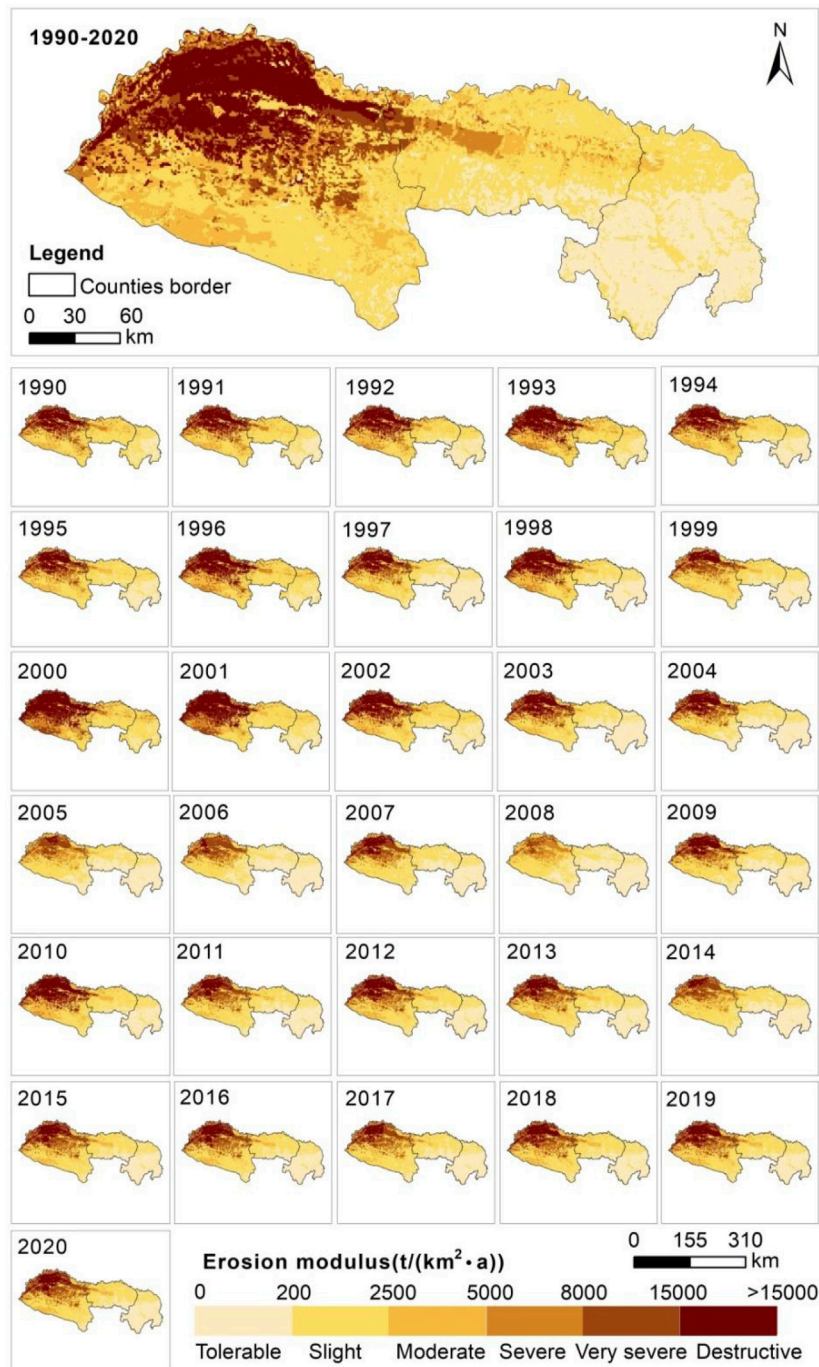 1990-2020
N
Legend
Counties border
0 30 60
km
1990 1991 1992 1993 1994
1995 1996 1997 1998 1999
2000 2001 2002 2003 2004
2005 2006 2007 2008 2009
2010 2011 2012 2013 2014
2015 2016 2017 2018 2019
2020
0 155 310
km
Erosion modulus(t/(km²·a))
0 200 2500 5000 8000 15000 >15000
Tolerable Slight Moderate Severe Very severe Destructive